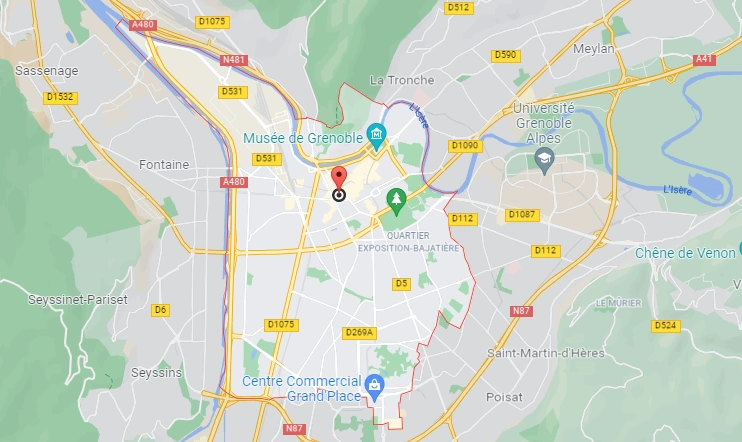 D512
A480
D1075
D590
Meylan
N481
A41
Sassenage
La Tronche
D531
D1532
Université
Grenoble
Alpes
L'Isère
Musée de Grenoble
D1090
D531
Fontaine
A480
L'Isère
D112
D1087
QUARTIER
EXPOSITION-BAJATIÈRE
D112
Chêne de Venon
D5
Seyssinet-Pariset
LE MÛRIER
D6
N87
D1075
D269A
D524
Saint-Martin-d'Hères
Seyssins
Centre Commercial
Grand'Place
Poisat
N87